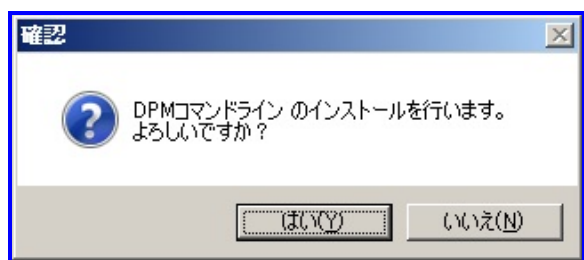 確認
DPMコマンドライン のインストールを行います。
よろしいですか？
はい(Y)
いいえ(N)